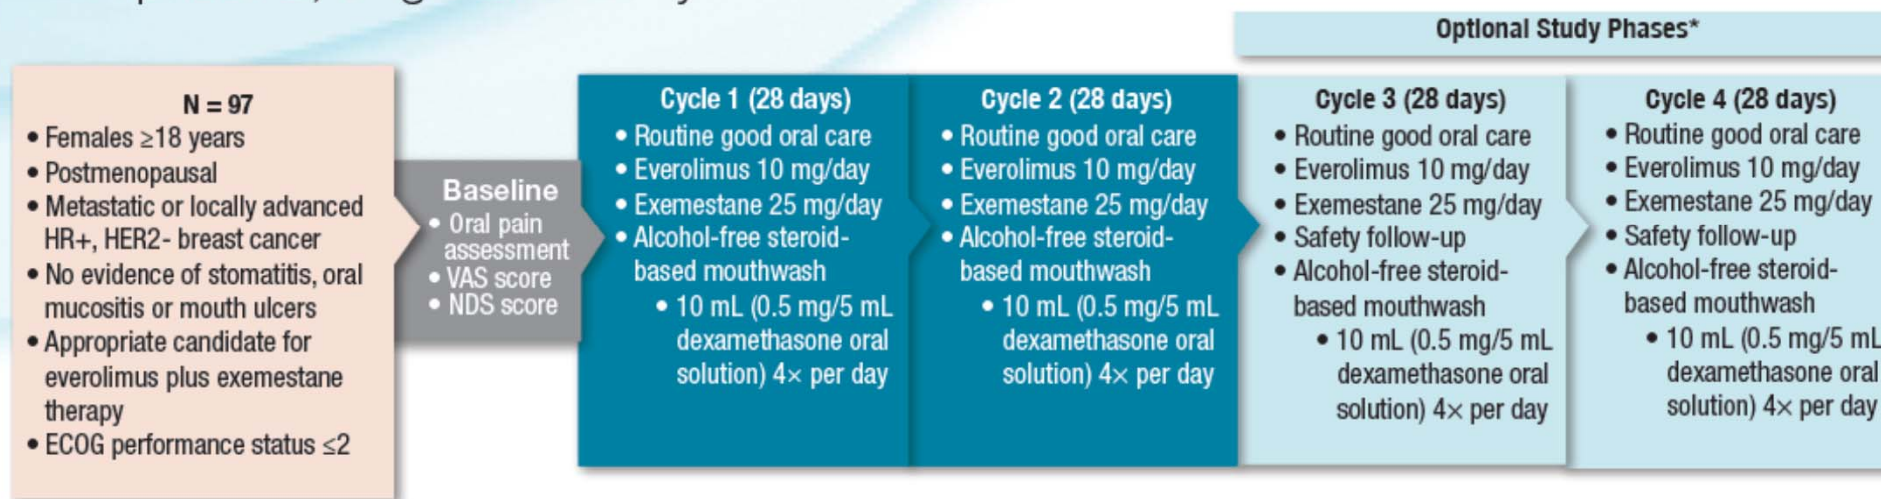 Optional Study Phases*
N = 97
• Females ≥18 years
• Postmenopausal
• Metastatic or locally advanced
HR+, HER2- breast cancer
• No evidence of stomatitis, oral
mucositis or mouth ulcers
• Appropriate candidate for
everolimus plus exemestane
therapy
• ECOG performance status ≤2
Baseline
• Oral pain
assessment
• VAS score
• NDS score
Cycle 1 (28 days)
• Routine good oral care
• Everolimus 10 mg/day
• Exemestane 25 mg/day
• Alcohol-free steroid-
based mouthwash
• 10 mL (0.5 mg/5 mL
dexamethasone oral
solution) 4× per day
Cycle 2 (28 days)
• Routine good oral care
• Everolimus 10 mg/day
• Exemestane 25 mg/day
• Alcohol-free steroid-
based mouthwash
• 10 mL (0.5 mg/5 mL
dexamethasone oral
solution) 4× per day
Cycle 3 (28 days)
• Routine good oral care
• Everolimus 10 mg/day
• Exemestane 25 mg/day
• Safety follow-up
• Alcohol-free steroid-
based mouthwash
• 10 mL (0.5 mg/5 mL
dexamethasone oral
solution) 4× per day
Cycle 4 (28 days)
• Routine good oral care
• Everolimus 10 mg/day
• Exemestane 25 mg/day
• Safety follow-up
• Alcohol-free steroid-
based mouthwash
• 10 mL (0.5 mg/5 mL
dexamethasone oral
solution) 4× per day